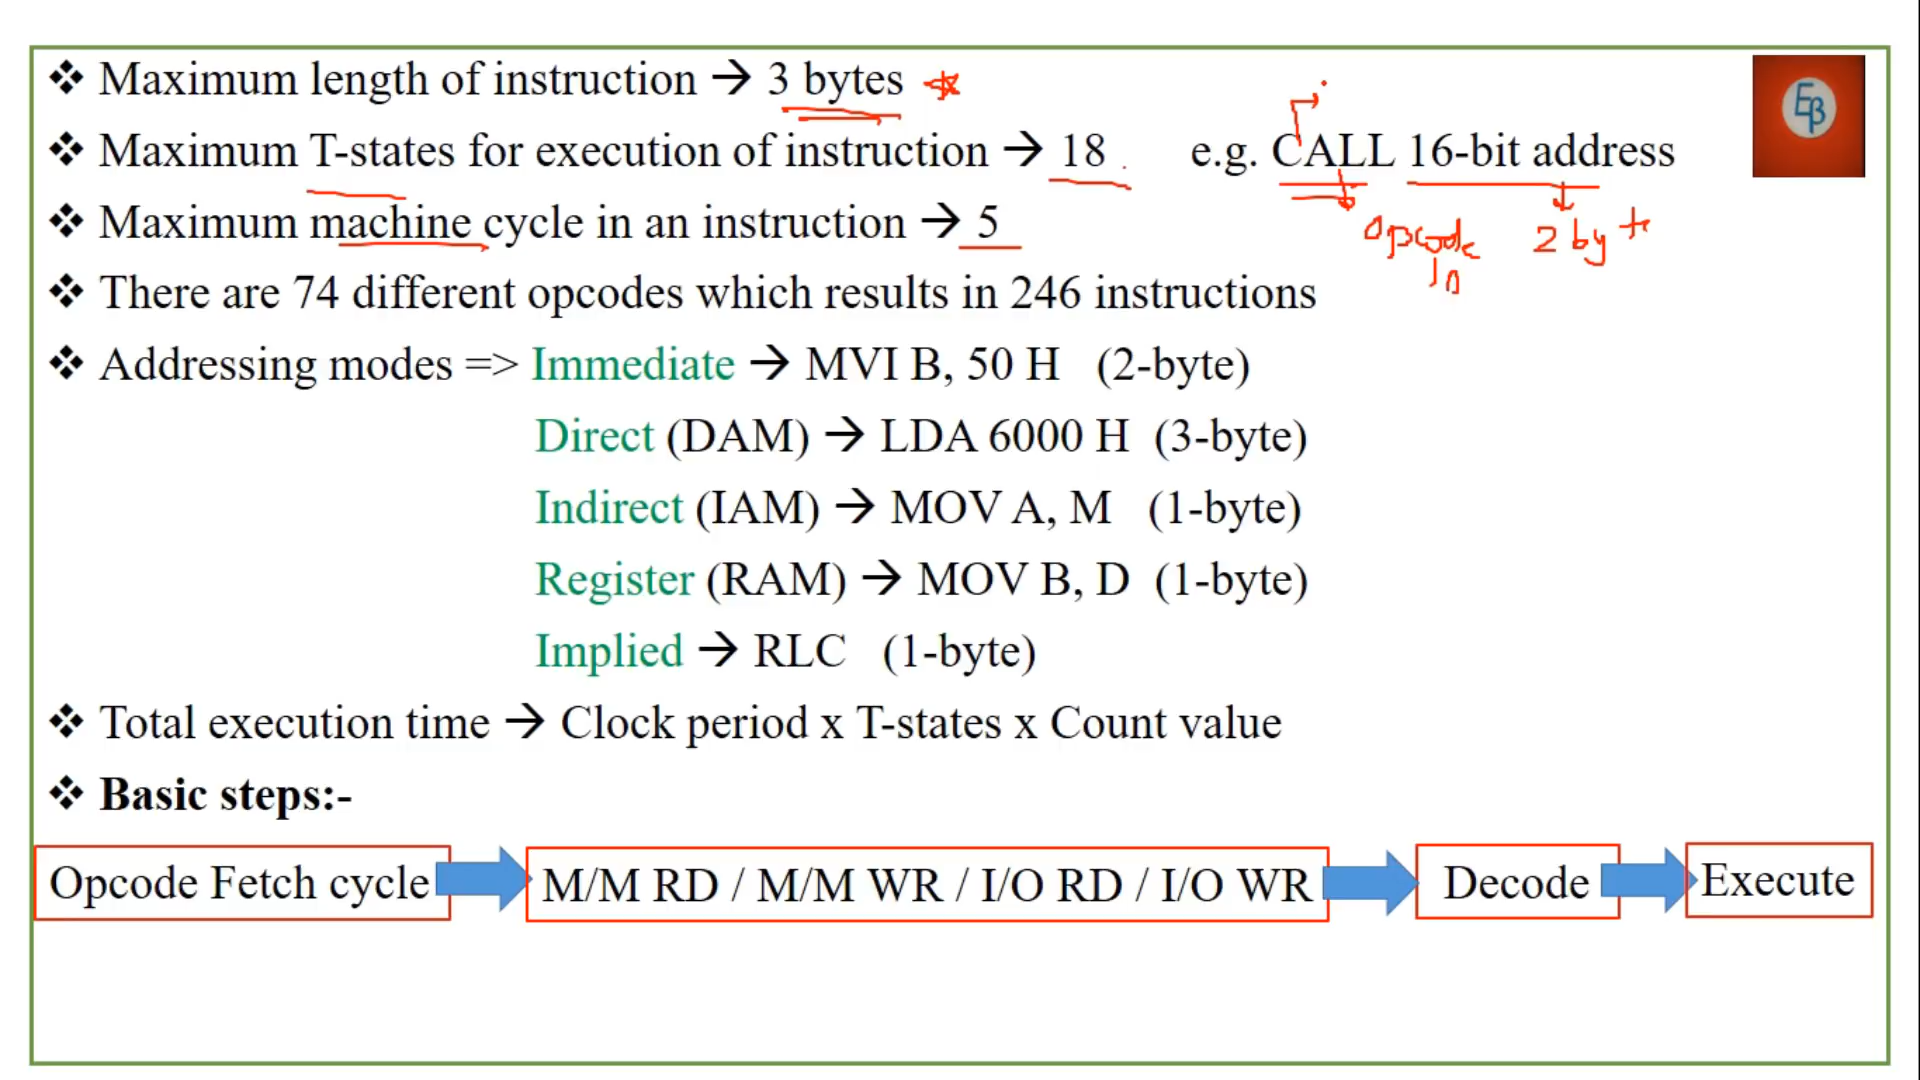 ❖ Maximum length of instruction → 3 bytes
❖ Maximum T-states for execution of instruction → 18 e.g. CALL 16-bit address
❖ Maximum machine cycle in an instruction → 5
opcode 2 by
❖ There are 74 different opcodes which results in 246 instructions
❖ Addressing modes => Immediate → MVI B, 50 H (2-byte)
Direct (DAM) → LDA 6000 H (3-byte)
Indirect (IAM) → MOV A, M (1-byte)
Register (RAM) → MOV B, D (1-byte)
Implied → RLC (1-byte)
❖ Total execution time → Clock period x T-states x Count value
❖ Basic steps:-
Opcode Fetch cycle M/M RD / M/M WR / I/O RD / I/O WR Decode Execute